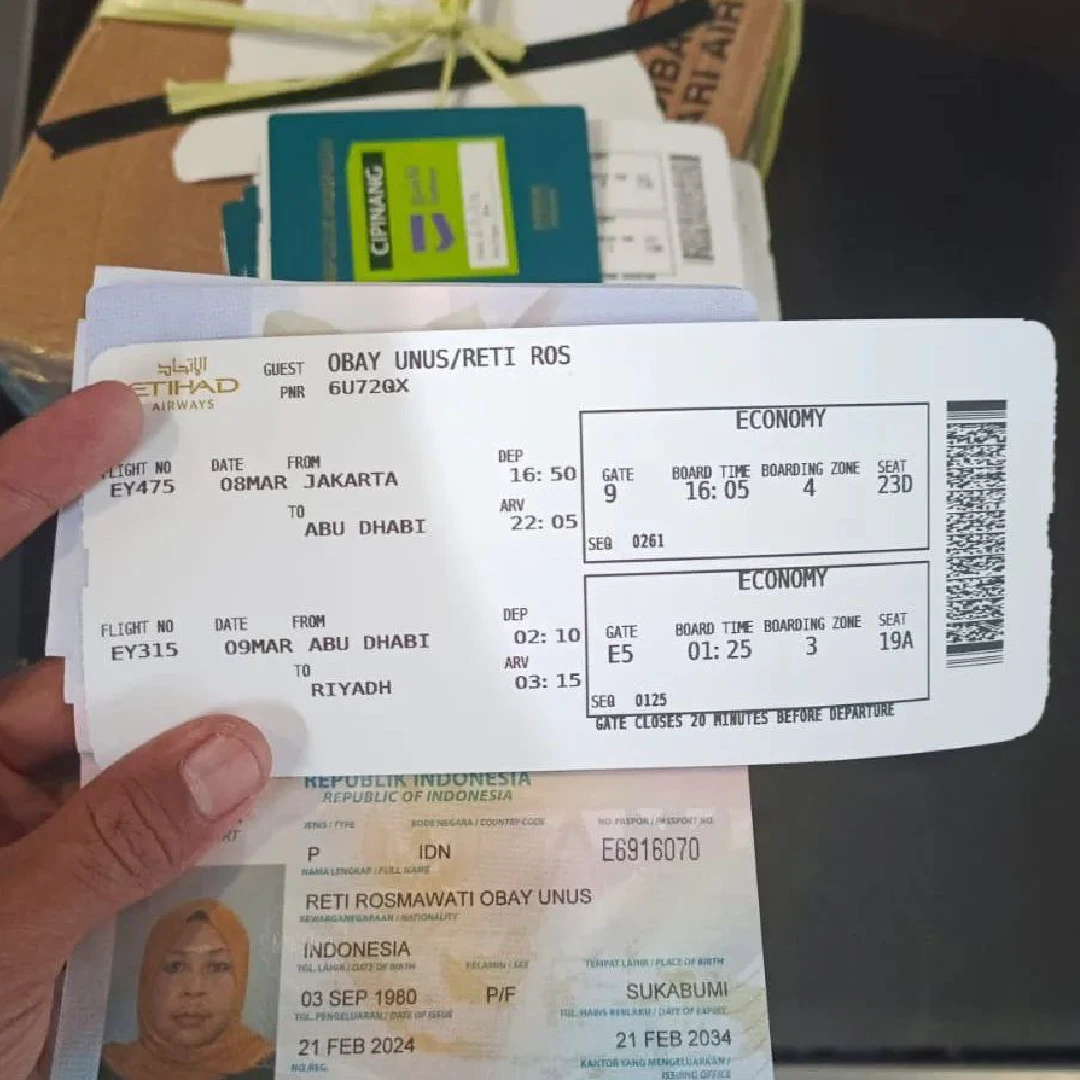 CIPINANG
الإتحاد
ETIHAD
AIRWAYS
GUEST OBAY UNUS/RETI ROS
PNR 6U72QX
FLIGHT NO DATE FROM DEP
EY475 08MAR JAKARTA 16:50
TO ARV
ABU DHABI 22:05
ECONOMY
GATE BOARD TIME BOARDING ZONE SEAT
9 16:05 4 23D
SEQ 0261
FLIGHT NO DATE FROM DEP
EY315 09MAR ABU DHABI 02:10
TO ARV
RIYADH 03:15
ECONOMY
GATE BOARD TIME BOARDING ZONE SEAT
E5 01:25 3 19A
SEQ 0125
GATE CLOSES 20 MINUTES BEFORE DEPARTURE
REPUBLIK INDONESIA
REPUBLIC OF INDONESIA
JENIS / TYPE KODE NEGARA / COUNTRY CODE NO PASPOR / PASSPORT NO.
P IDN E6916070
NAMA LENGKAP / FULL NAME
RETI ROSMAWATI OBAY UNUS
KEWARGANEGARAAN / NATIONALITY
INDONESIA
TGL. LAHIR / DATE OF BIRTH KELAMIN / SEX TEMPAT LAHIR / PLACE OF BIRTH
03 SEP 1980 P/F SUKABUMI
TGL. PENGELUARAN / DATE OF ISSUE TGL. HABIS BERLAKU / DATE OF EXPIRY
21 FEB 2024 21 FEB 2034
NO. REG. KANTOR YANG MENGELUARKAN /
ISSUING OFFICE